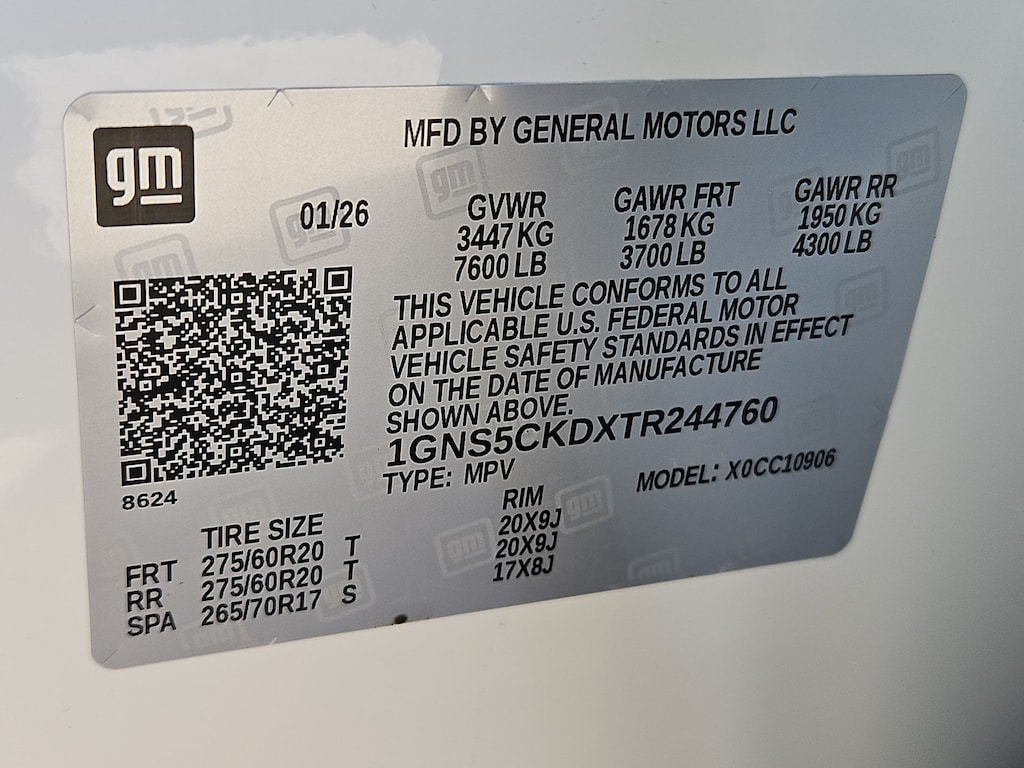 gm
MFD BY GENERAL MOTORS LLC
01/26
GVWR GAWR FRT GAWR RR
3447 KG 1678 KG 1950 KG
7600 LB 3700 LB 4300 LB
THIS VEHICLE CONFORMS TO ALL
APPLICABLE U.S. FEDERAL MOTOR
VEHICLE SAFETY STANDARDS IN EFFECT
ON THE DATE OF MANUFACTURE
SHOWN ABOVE.
1GNS5CKDXTR244760
TYPE: MPV MODEL: X0CC10906
8624
TIRE SIZE RIM
FRT 275/60R20 T 20X9J
RR 275/60R20 T 20X9J
SPA 265/70R17 S 17X8J